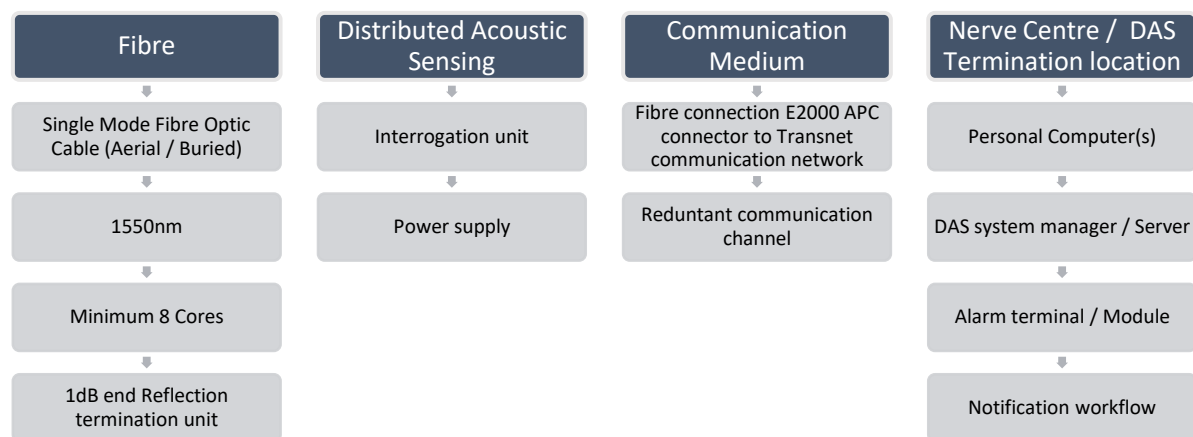 Fibre
Single Mode Fibre Optic
Cable (Aerial / Buried)
1550nm
Minimum 8 Cores
1dB end Reflection
termination unit
Distributed Acoustic
Sensing
Interrogation unit
Power supply
Communication
Medium
Fibre connection E2000 APC
connector to Transnet
communication network
Reduntant communication
channel
Nerve Centre /  DAS
Termination location
Personal Computer(s)
DAS system manager / Server
Alarm terminal / Module
Notification workflow